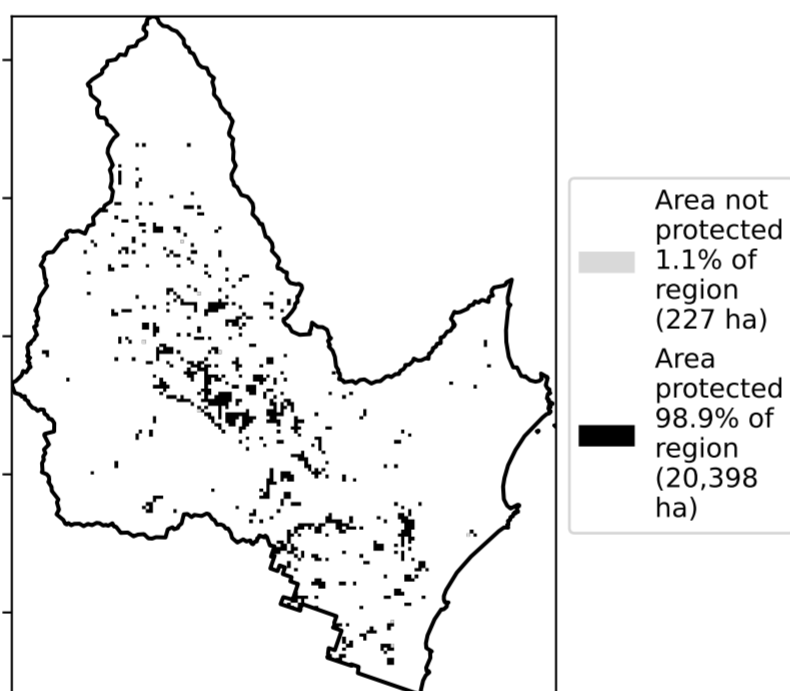 Area not
protected
1.1% of
region
(227 ha)
Area
protected
98.9% of
region
(20,398
ha)